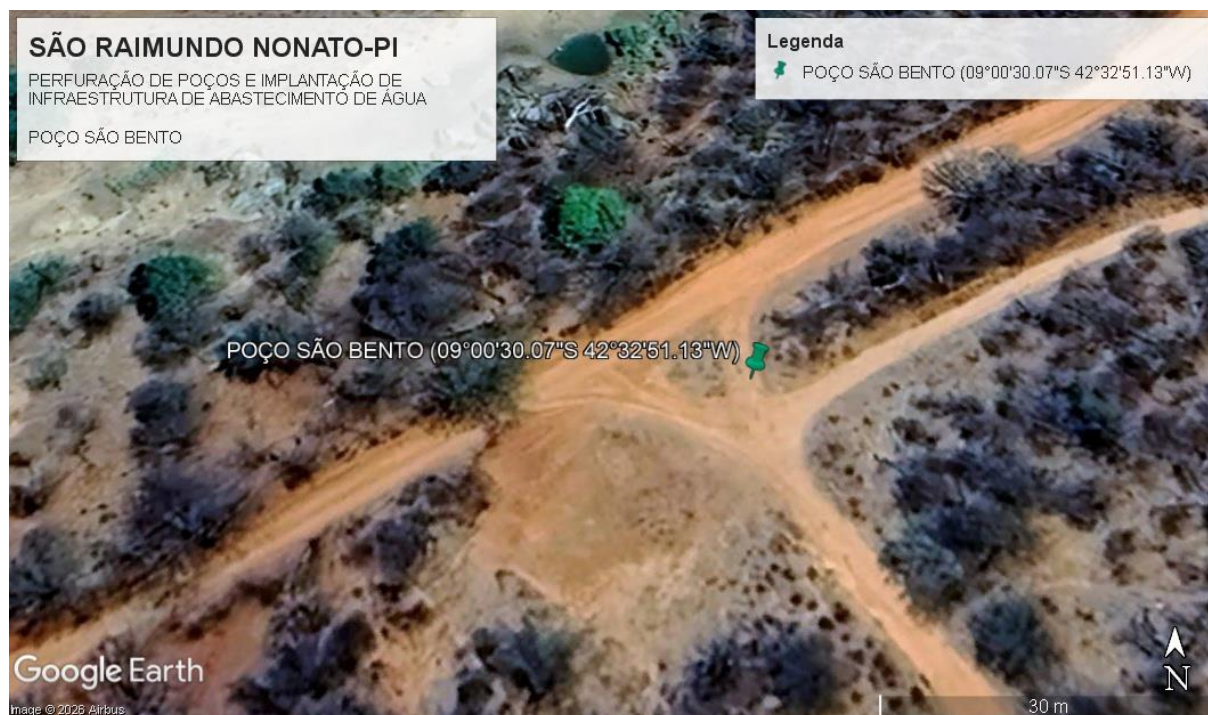 SÃO RAIMUNDO NONATO-PI
PERFURAÇÃO DE POÇOS E IMPLANTAÇÃO DE
INFRAESTRUTURA DE ABASTECIMENTO DE ÁGUA
POÇO SÃO BENTO
Legenda
POÇO SÃO BENTO (09°00'30.07"S 42°32'51.13"W)
POÇO SÃO BENTO (09°00'30.07"S 42°32'51.13"W)
N
Google Earth
Image © 2026 Airbus
30 m